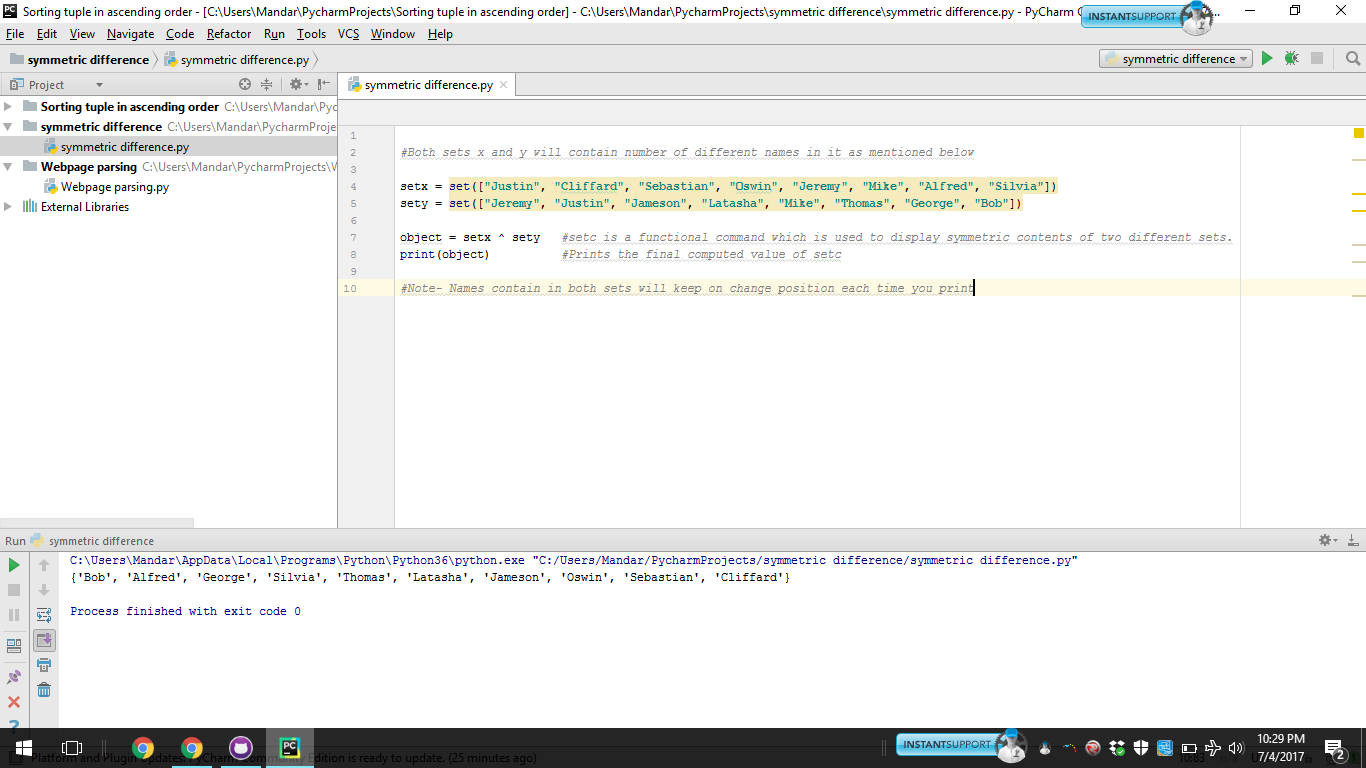 Sorting tuple in ascending order - [C:\Users\Mandar\PycharmProjects\Sorting tuple in ascending order] - C:\Users\Mandar\PycharmProjects\symmetric difference\symmetric difference.py - PyCharm C
INSTANTSUPPORT
File Edit View Navigate Code Refactor Run Tools VCS Window Help
symmetric difference symmetric difference.py
symmetric difference
Project
symmetric difference.py
Sorting tuple in ascending order C:\Users\Mandar\Pyc
symmetric difference C:\Users\Mandar\PycharmProje
symmetric difference.py
Webpage parsing C:\Users\Mandar\PycharmProjects\W
Webpage parsing.py
External Libraries
1
2 #Both sets x and y will contain number of different names in it as mentioned below
3
4 setx = set(["Justin", "Cliffard", "Sebastian", "Oswin", "Jeremy", "Mike", "Alfred", "Silvia"])
5 sety = set(["Jeremy", "Justin", "Jameson", "Latasha", "Mike", "Thomas", "George", "Bob"])
6
7 object = setx ^ sety #setc is a functional command which is used to display symmetric contents of two different sets.
8 print(object) #Prints the final computed value of setc
9
10 #Note- Names contain in both sets will keep on change position each time you print
Run symmetric difference
C:\Users\Mandar\AppData\Local\Programs\Python\Python36\python.exe "C:/Users/Mandar/PycharmProjects/symmetric difference/symmetric difference.py"
{'Bob', 'Alfred', 'George', 'Silvia', 'Thomas', 'Latasha', 'Jameson', 'Oswin', 'Sebastian', 'Cliffard'}
Process finished with exit code 0
Platform and Plugin Updates: PyCharm Community Edition is ready to update. (25 minutes ago)
INSTANTSUPPORT
10:83
10:29 PM
7/4/2017
2